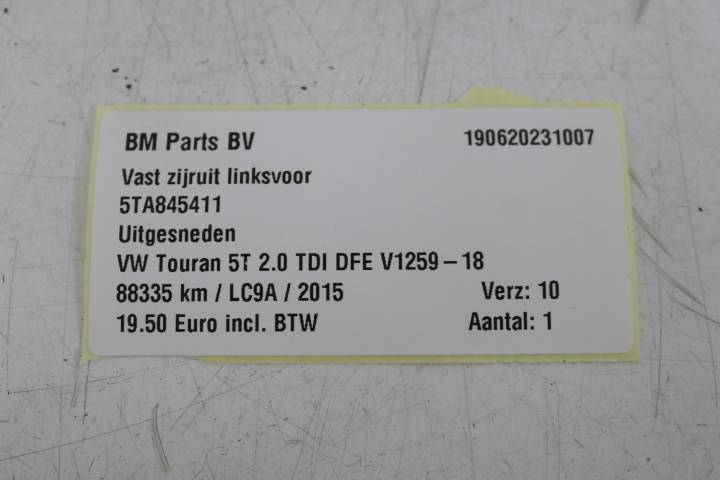 BM Parts BV 190620231007
Vast zijruit linksvoor
5TA845411
Uitgesneden
VW Touran 5T 2.0 TDI DFE V1259-18
88335 km / LC9A / 2015 Verz: 10
19.50 Euro incl. BTW Aantal: 1